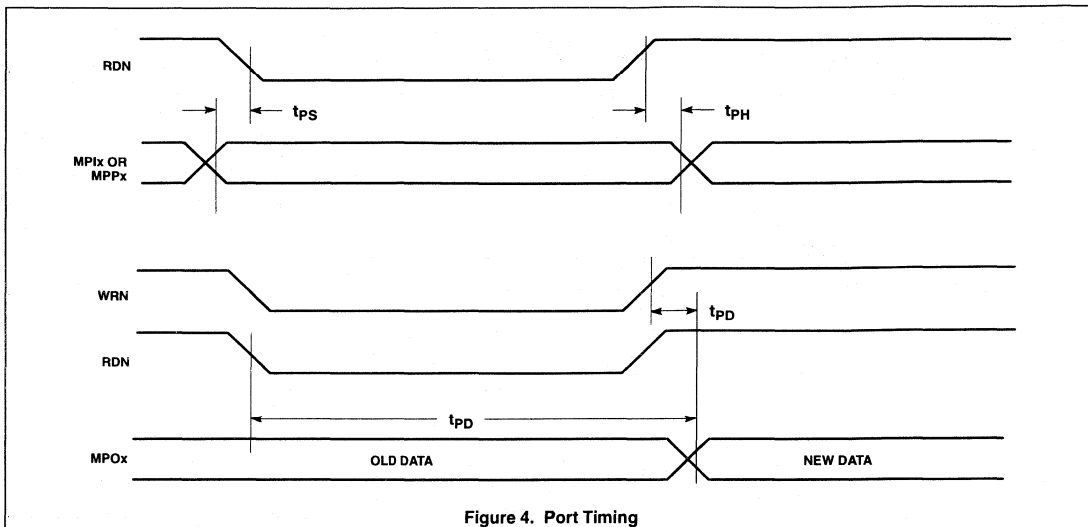 RDN
tPS
tPH
MPIx OR
MPPx
WRN
tPD
RDN
tPD
MPOx
OLD DATA
NEW DATA
Figure 4. Port Timing